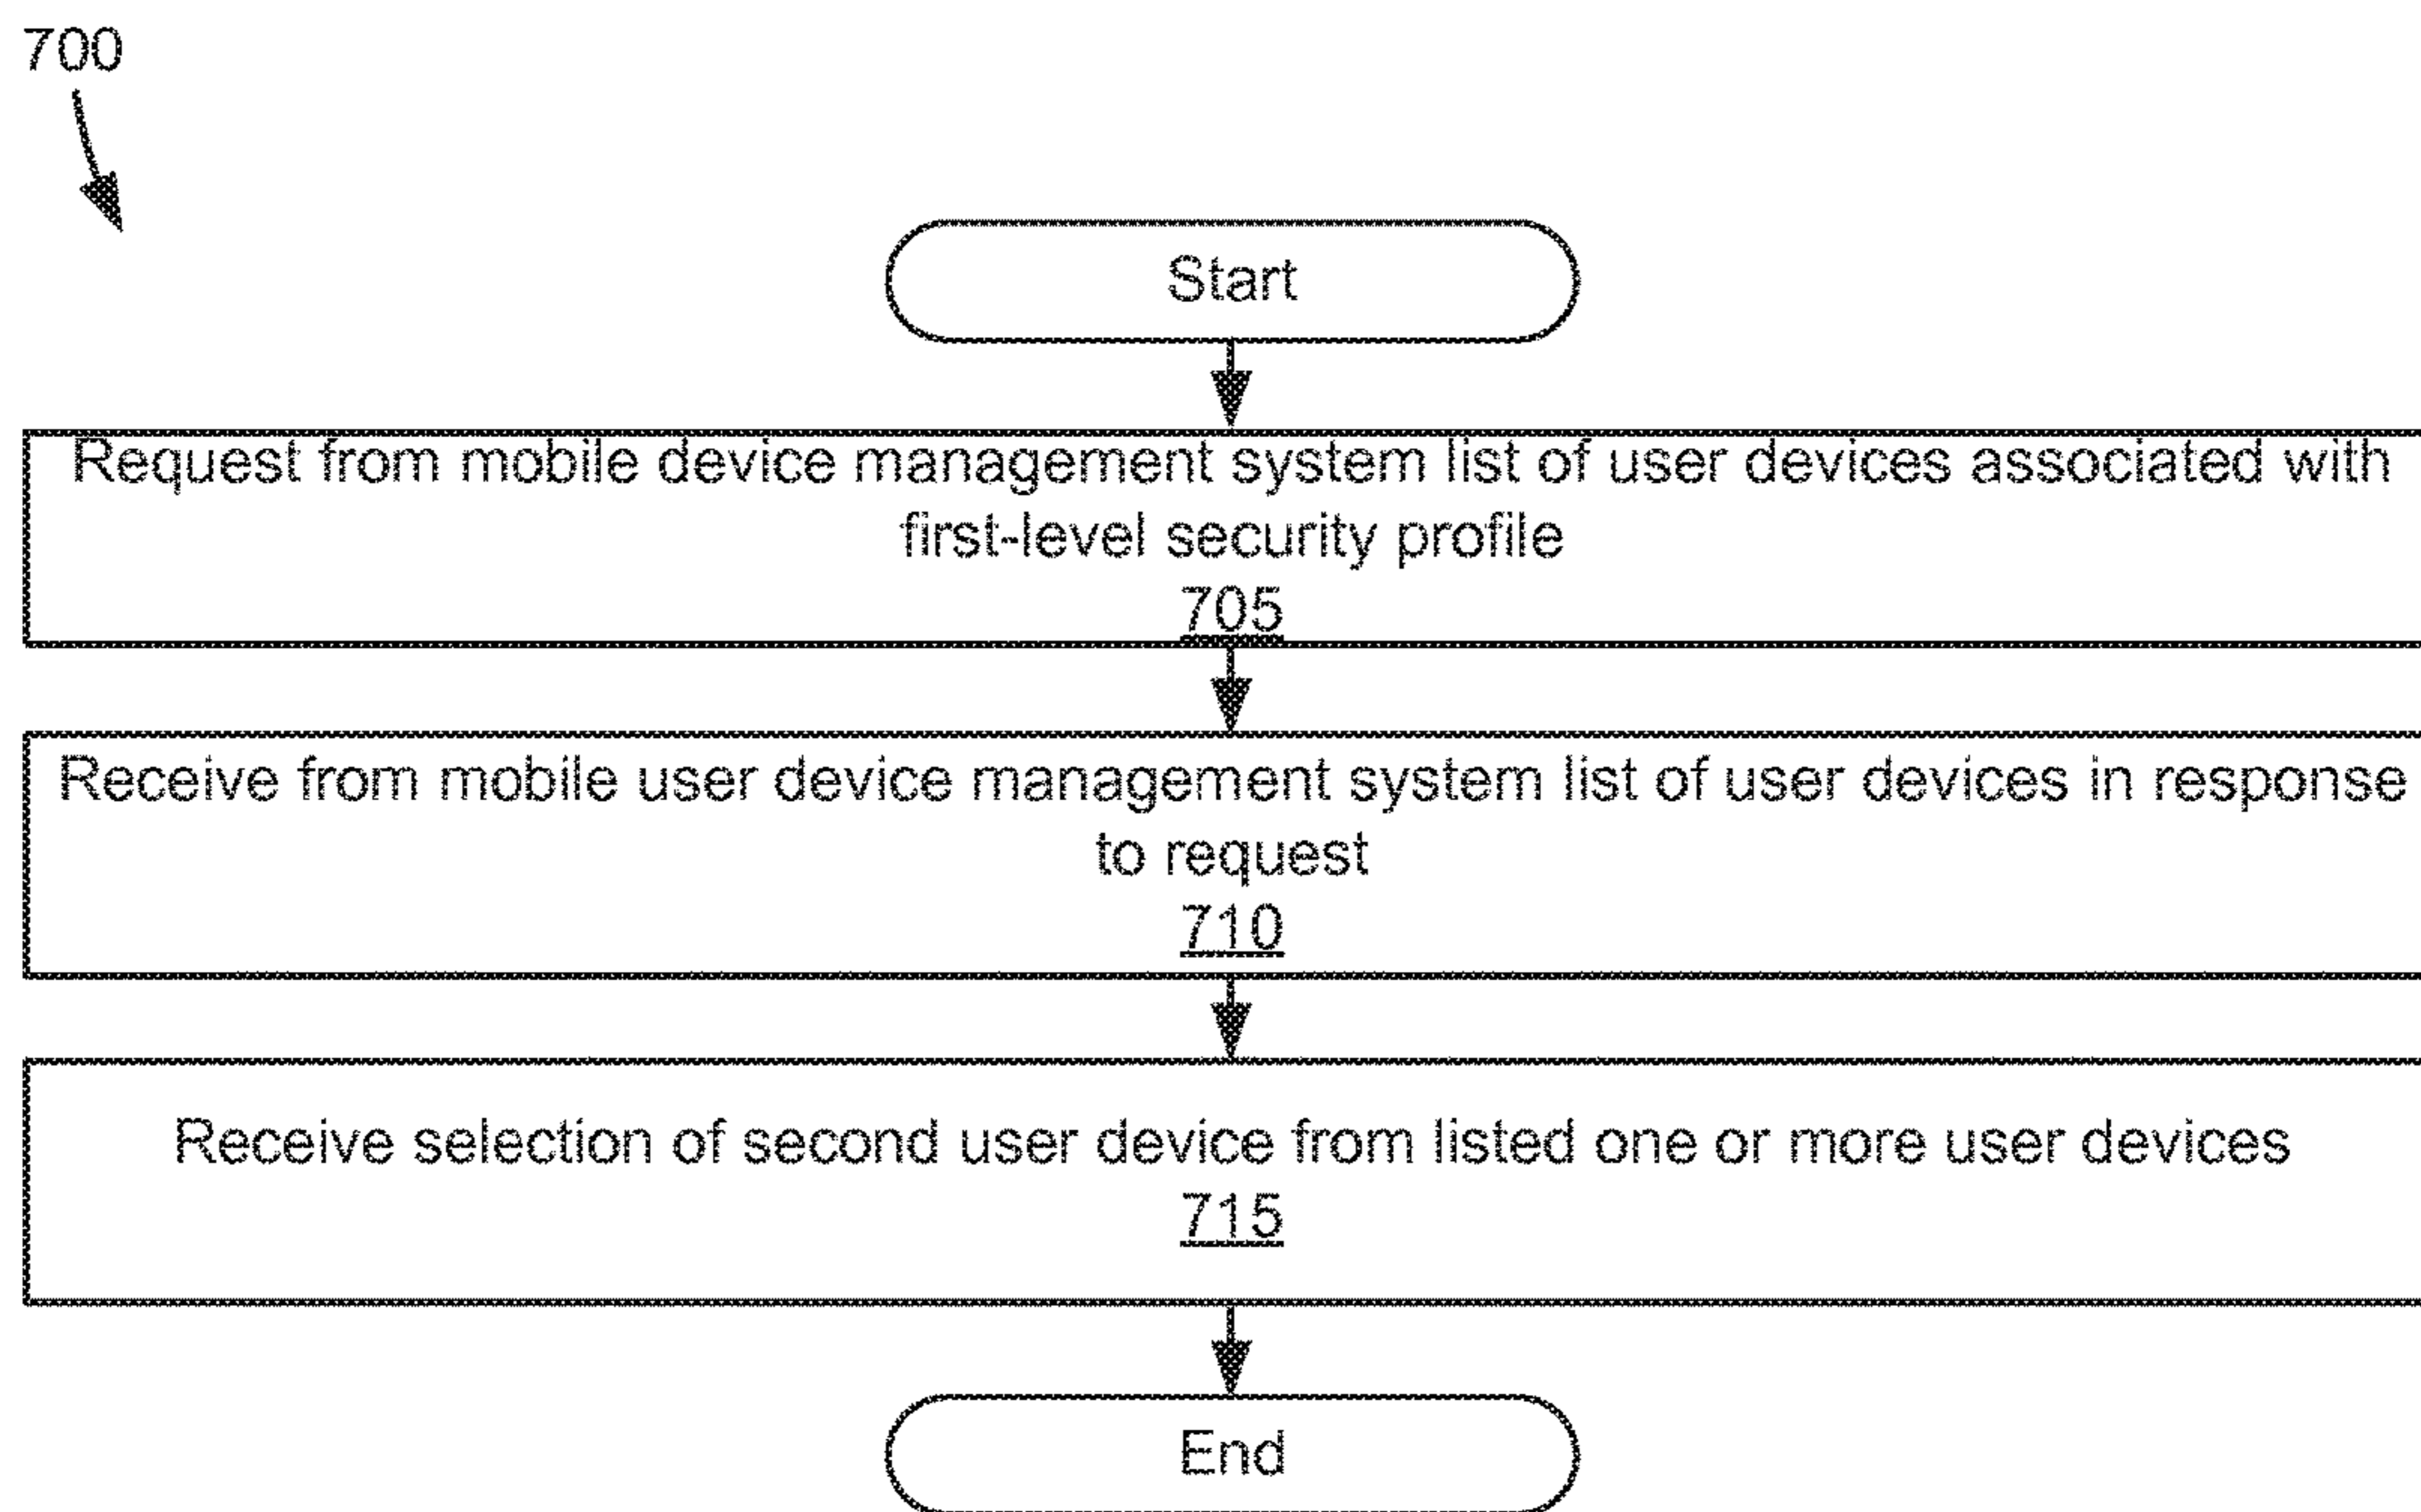 700
Start
Request from mobile device management system list of user devices associated with
first-level security profile
705
Receive from mobile user device management system list of user devices in response
to request
710
Receive selection of second user device from listed one or more user devices
715
End